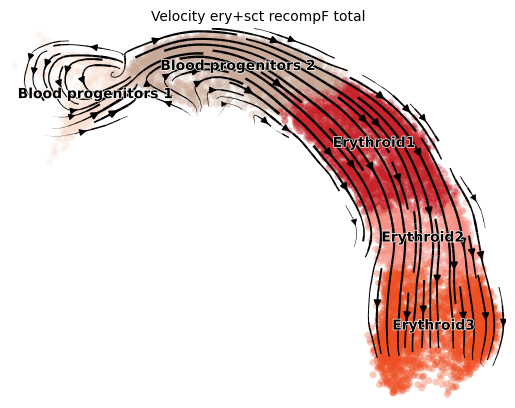 Velocity ery+sct recompF total
Blood progenitors 2
Blood progenitors 1
Erythroid1
Erythroid2
Erythroid3